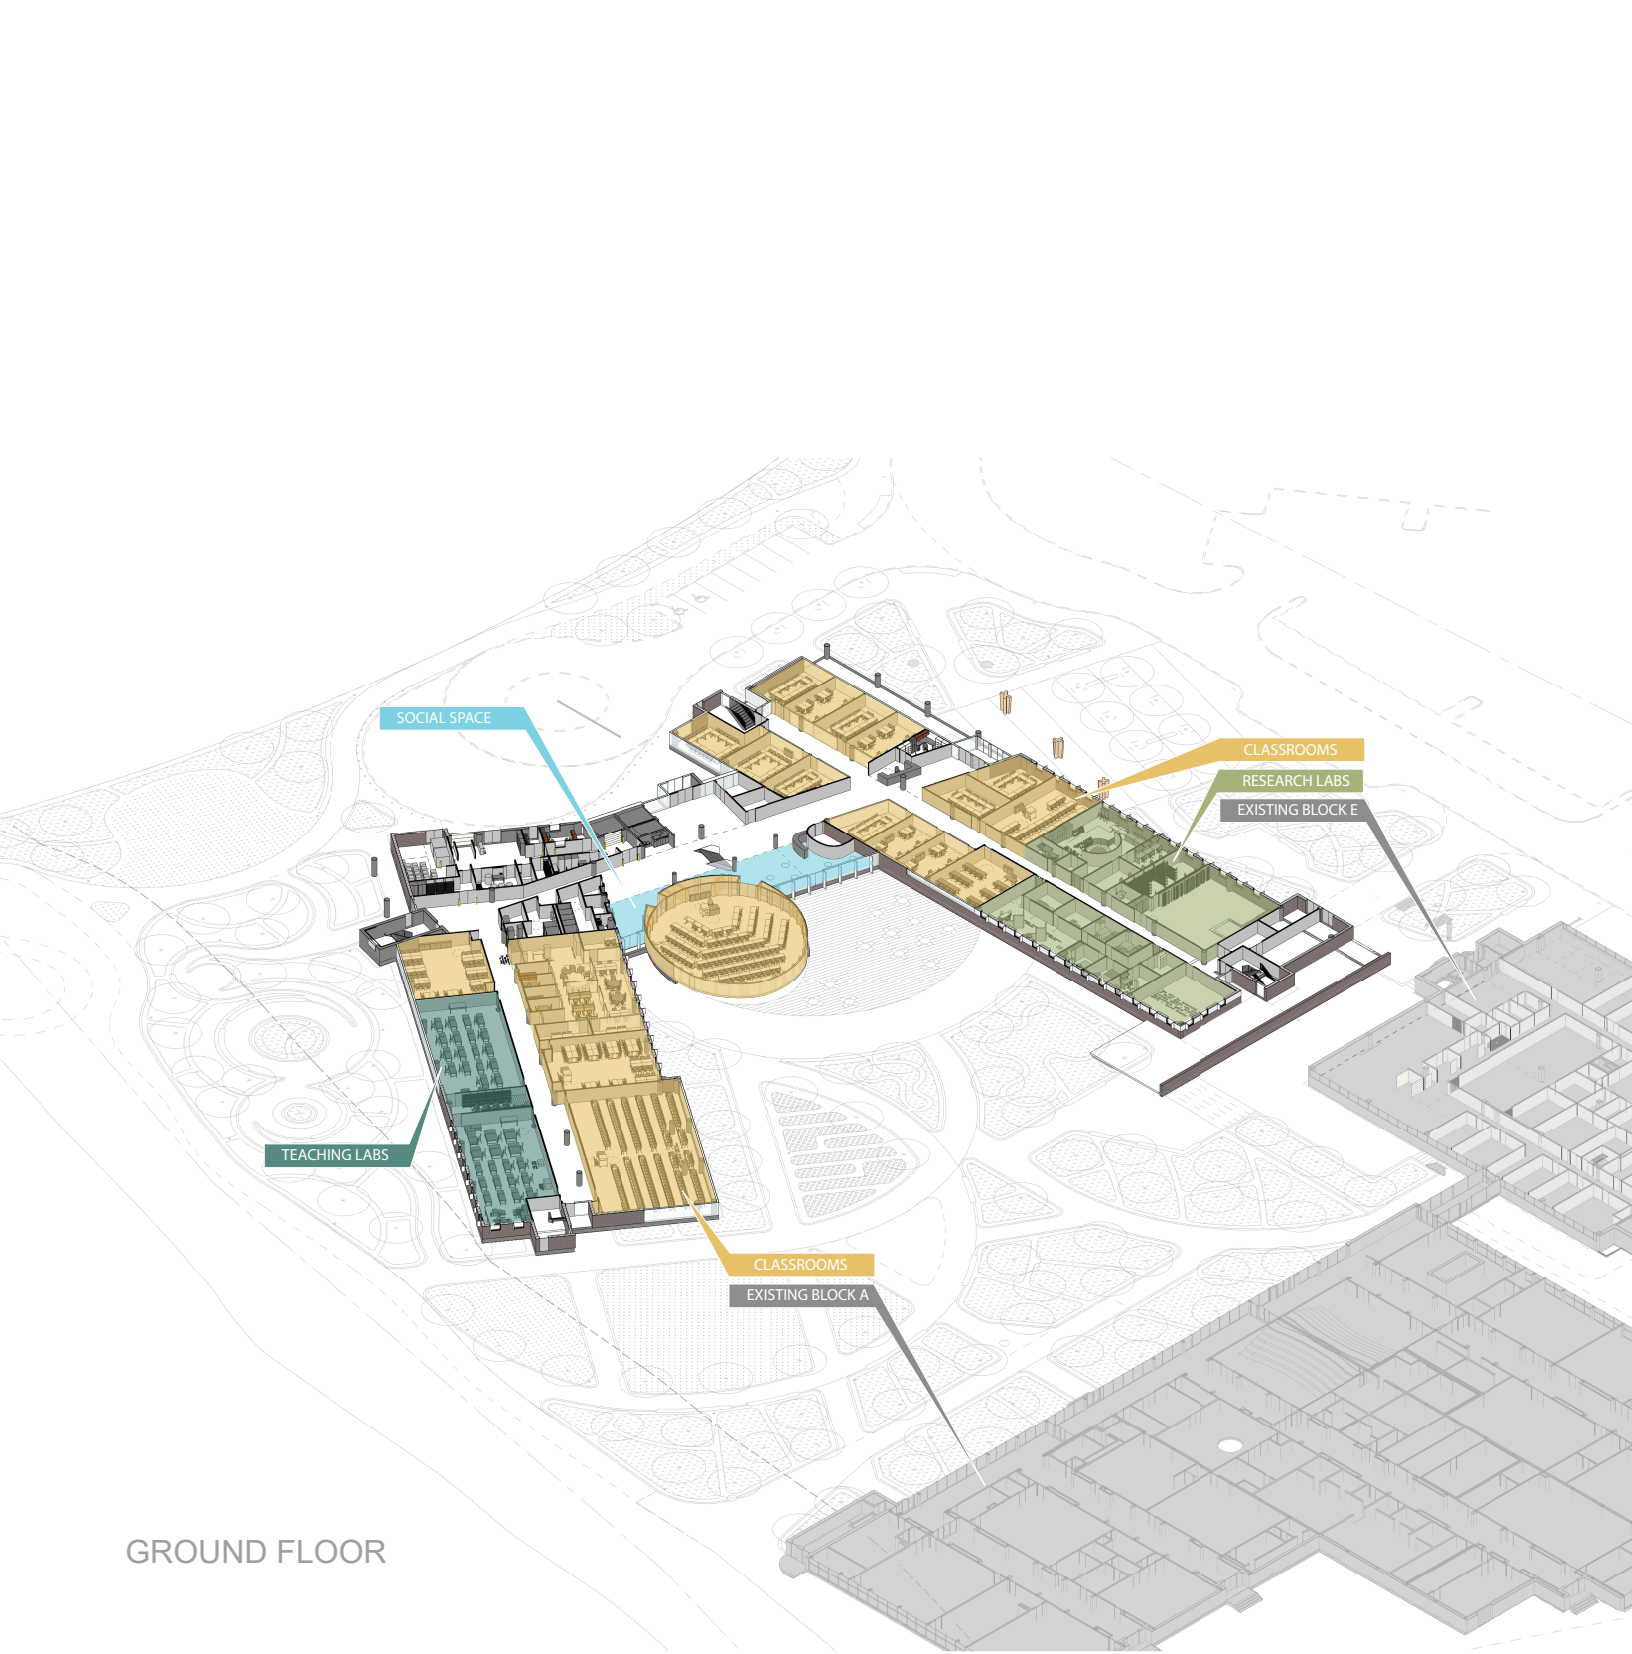 SOCIAL SPACE
CLASSROOMS
RESEARCH LABS
EXISTING BLOCK E
TEACHING LABS
CLASSROOMS
EXISTING BLOCK A
GROUND FLOOR